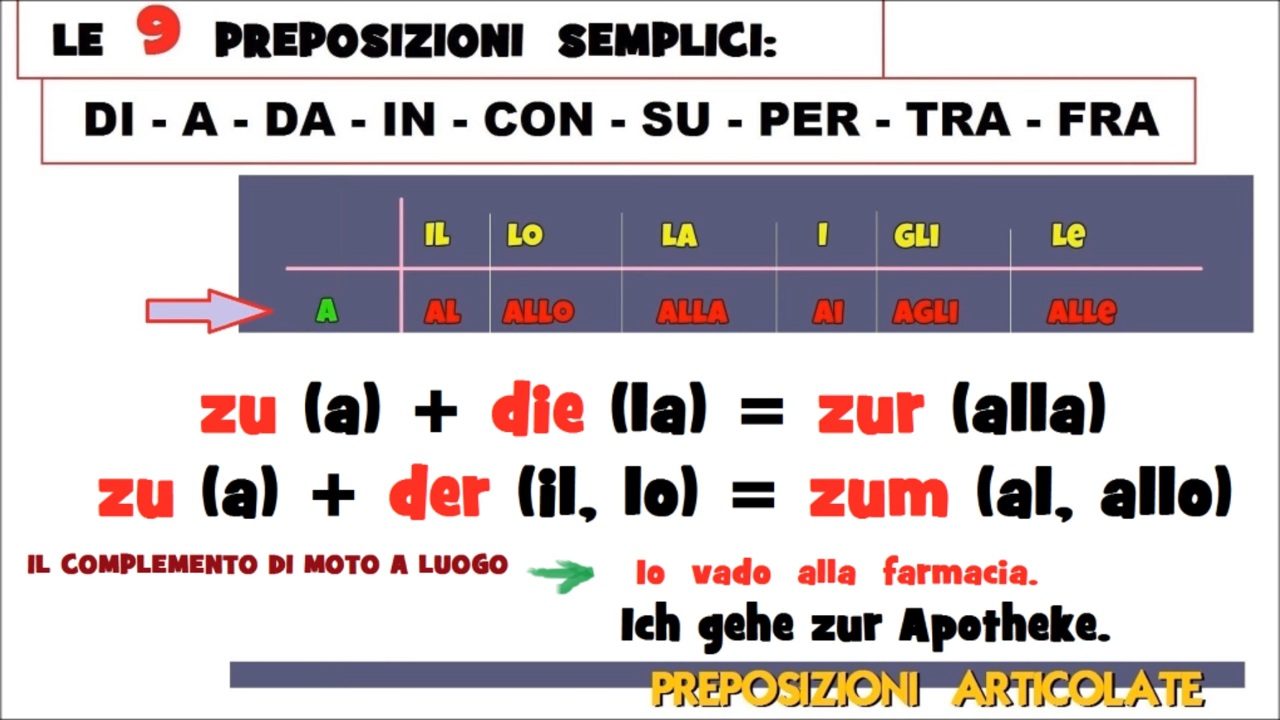 LE 9 PREPOSIZIONI SEMPLICI:
DI - A - DA - IN - CON - SU - PER - TRA - FRA
IL LO LA I GLI Le
A AL ALLO ALLA AI AGLI ALLe
zu (a) + die (la) = zur (alla)
zu (a) + der (il, lo) = zum (al, allo)
IL COMPLEMENTO DI MOTO A LUOGO
Io vado alla farmacia.
Ich gehe zur Apotheke.
PREPOSIZIONI ARTICOLATE